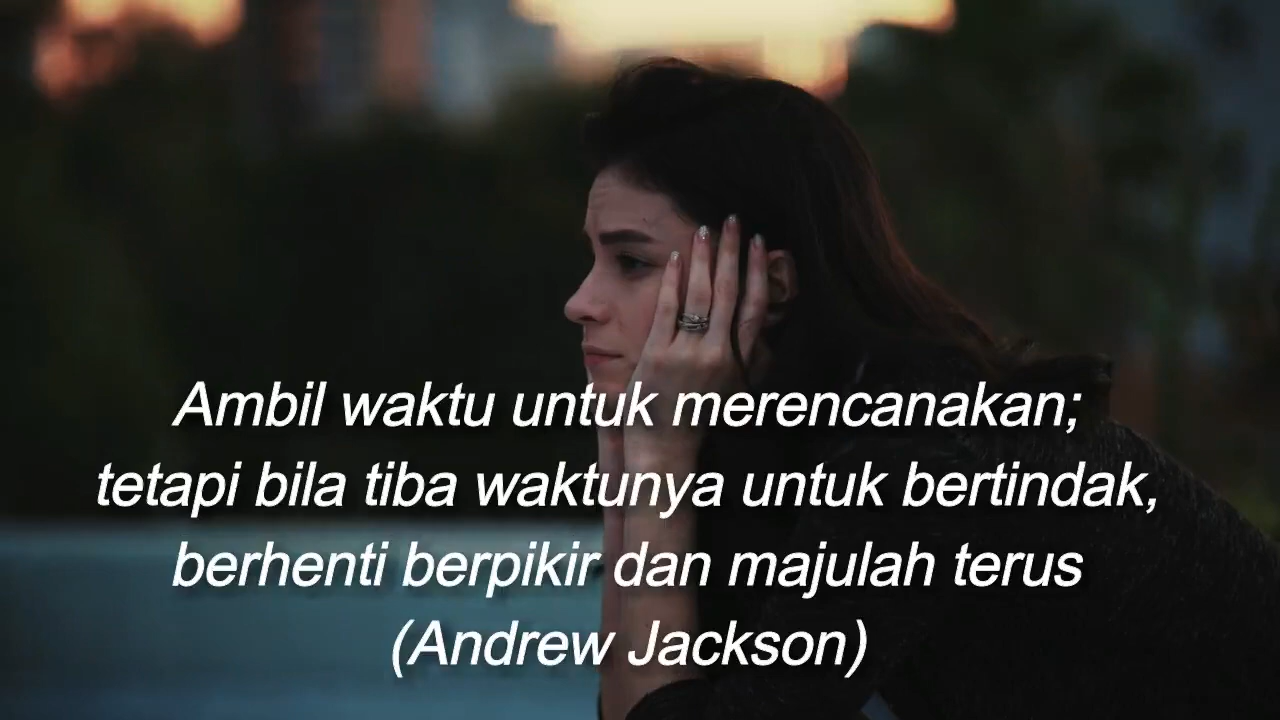 Ambil waktu untuk merencanakan;
tetapi bila tiba waktunya untuk bertindak,
berhenti berpikir dan majulah terus
(Andrew Jackson)